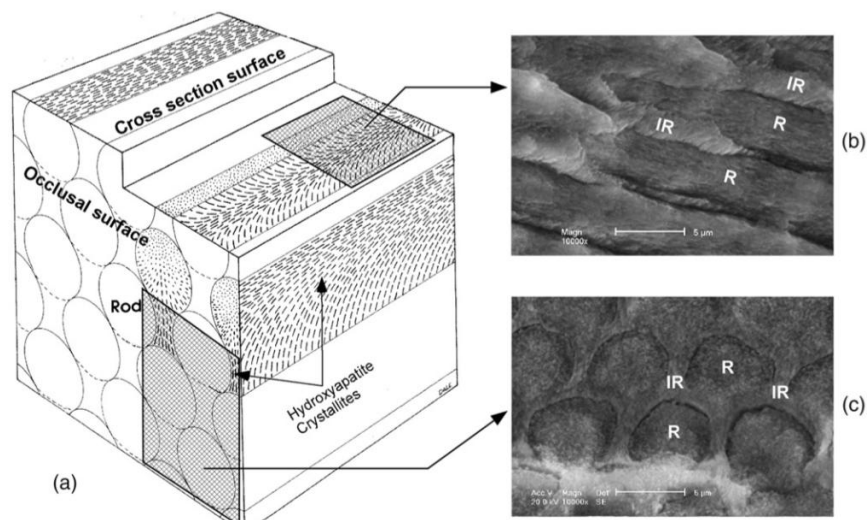 Cross section surface
Occlusal surface
Rod
Hydroxyapatite
Crystallites
(a)
IR
IR
R
R
Magn
10000x
5 µm
(b)
R
IR
IR
R
Acc.V Magn Det
20.0 kV 10000x SE
5 µm
(c)